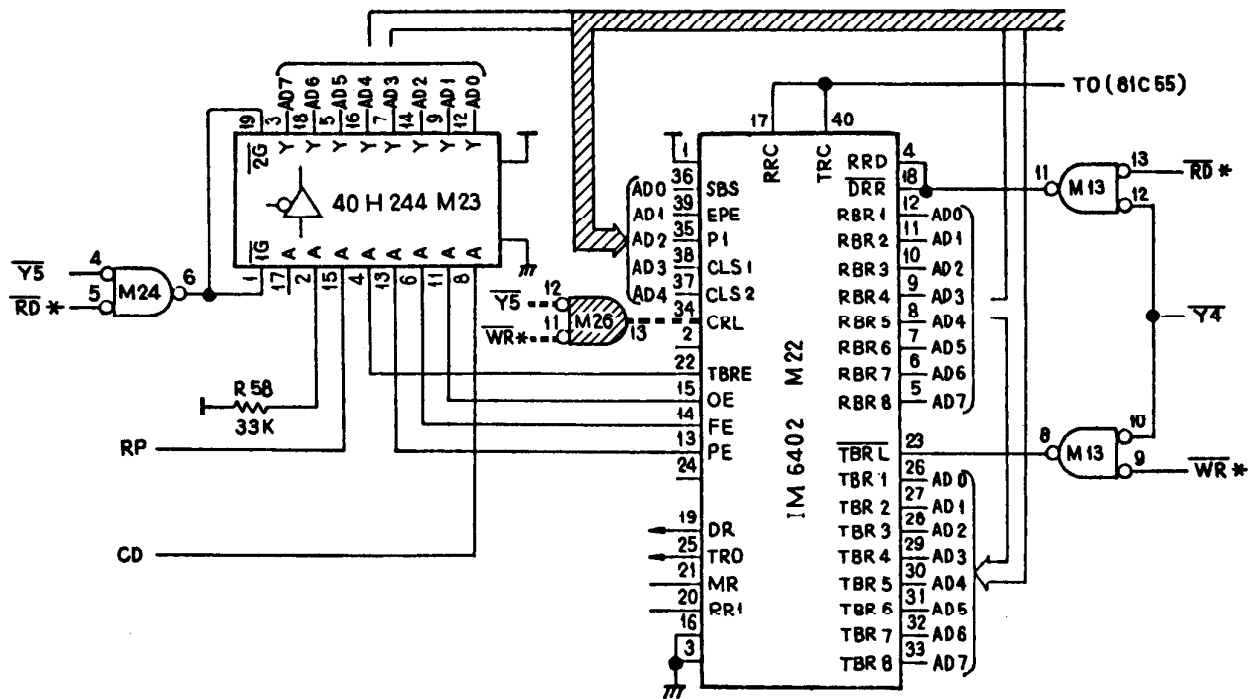 AD7 AD6 AD5 AD4 AD3 AD2 AD1 AD0
19 3 18 5 16 7 14 9 12
2G Y Y Y Y Y Y Y Y
40 H 244 M23
1G A A A A A A A A
1 17 2 15 4 13 6 11 8
Y5 4
M24 6
RD* 5
R58
33K
RP
CD
TO (81C55)
17 40
RRC TRC
1
AD0 36 SBS
AD1 39 EPE
AD2 35 P1
AD3 38 CLS1
AD4 37 CLS2
34 CRL
2
22 TBRE
15 OE
14 FE
13 PE
24
19 DR
25 TRO
21 MR
20 RR1
16
3
Y5 12
M26 13
WR* 11
IM6402 M22
RRD 4
DRR 18
RBR1 12 AD0
RBR2 11 AD1
RBR3 10 AD2
RBR4 9 AD3
RBR5 8 AD4
RBR6 7 AD5
RBR7 6 AD6
RBR8 5 AD7
TBRL 23
TBR1 26 AD0
TBR2 27 AD1
TBR3 28 AD2
TBR4 29 AD3
TBR5 30 AD4
TBR6 31 AD5
TBR7 32 AD6
TBR8 33 AD7
11 M13 13 RD*
12
Y4
10
8 M13 9 WR*